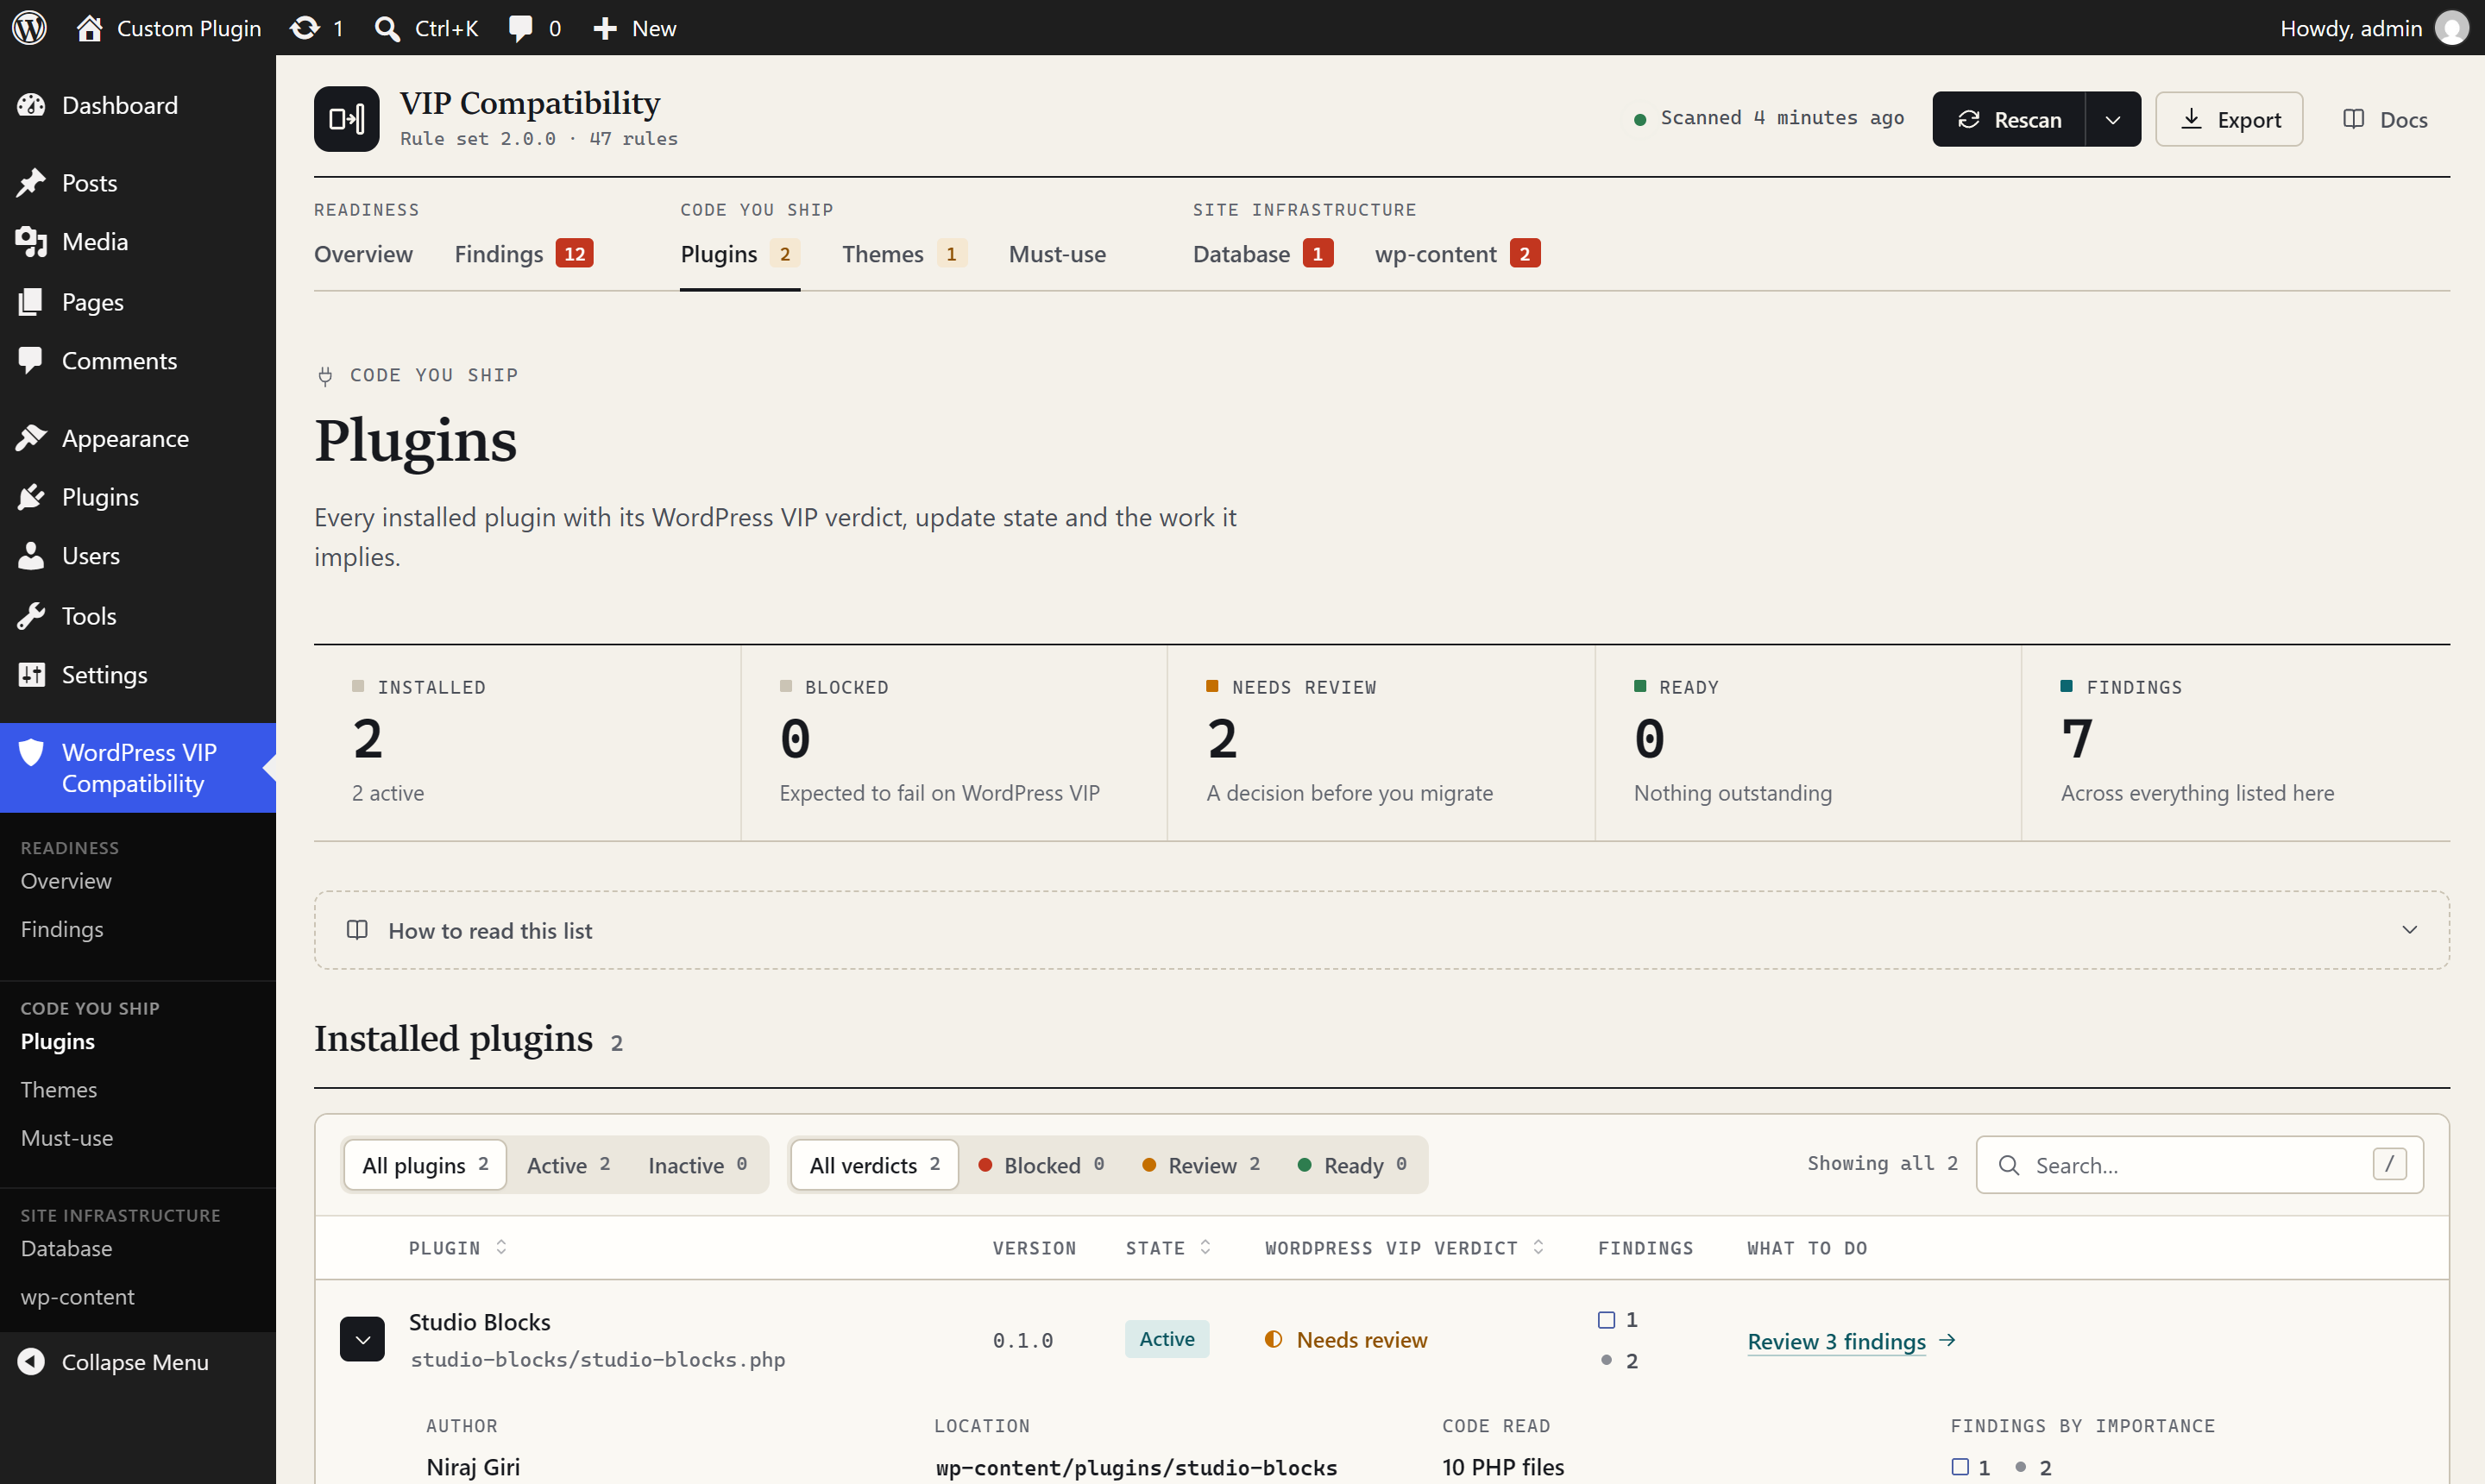 Custom Plugin
1
Ctrl+K
0
New
Howdy, admin
Dashboard
Posts
Media
Pages
Comments
Appearance
Plugins
Users
Tools
Settings
WordPress VIP
Compatibility
READINESS
Overview
Findings
CODE YOU SHIP
Plugins
Themes
Must-use
SITE INFRASTRUCTURE
Database
wp-content
Collapse Menu
VIP Compatibility
Rule set 2.0.0 · 47 rules
Scanned 4 minutes ago
Rescan
Export
Docs
READINESS
Overview
Findings 12
CODE YOU SHIP
Plugins 2
Themes 1
Must-use
SITE INFRASTRUCTURE
Database 1
wp-content 2
CODE YOU SHIP
Plugins
Every installed plugin with its WordPress VIP verdict, update state and the work it
implies.
INSTALLED
2
2 active
BLOCKED
0
Expected to fail on WordPress VIP
NEEDS REVIEW
2
A decision before you migrate
READY
0
Nothing outstanding
FINDINGS
7
Across everything listed here
How to read this list
Installed plugins 2
All plugins 2
Active 2
Inactive 0
All verdicts 2
Blocked 0
Review 2
Ready 0
Showing all 2
Search...
/
PLUGIN
VERSION
STATE
WORDPRESS VIP VERDICT
FINDINGS
WHAT TO DO
Studio Blocks
studio-blocks/studio-blocks.php
0.1.0
Active
Needs review
1
2
Review 3 findings →
AUTHOR
Niraj Giri
LOCATION
wp-content/plugins/studio-blocks
CODE READ
10 PHP files
FINDINGS BY IMPORTANCE
1
2